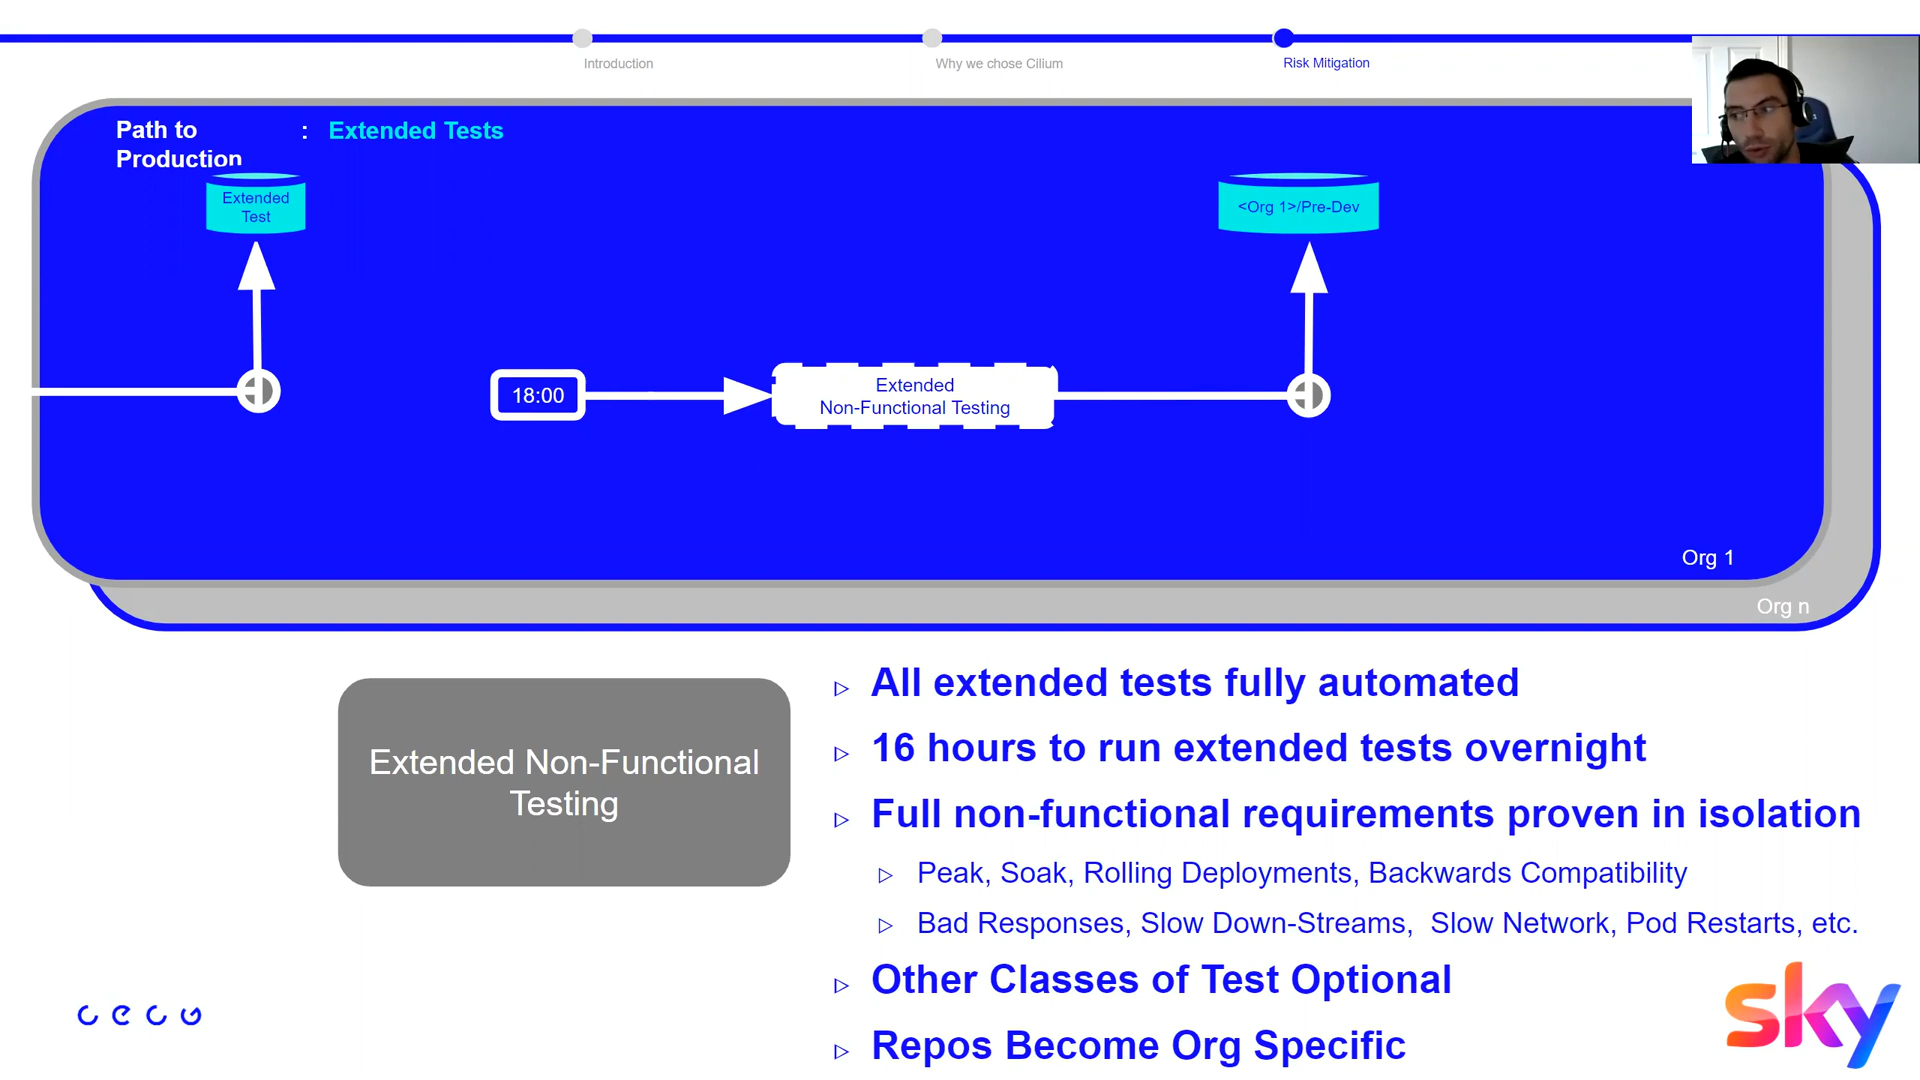 Introduction
Why we chose Cilium
Risk Mitigation
Path to
Production
: Extended Tests
Extended
Test
<Org 1>/Pre-Dev
18:00
Extended
Non-Functional Testing
Org 1
Org n
Extended Non-Functional
Testing
All extended tests fully automated
16 hours to run extended tests overnight
Full non-functional requirements proven in isolation
Peak, Soak, Rolling Deployments, Backwards Compatibility
Bad Responses, Slow Down-Streams, Slow Network, Pod Restarts, etc.
Other Classes of Test Optional
Repos Become Org Specific
cecg
sky